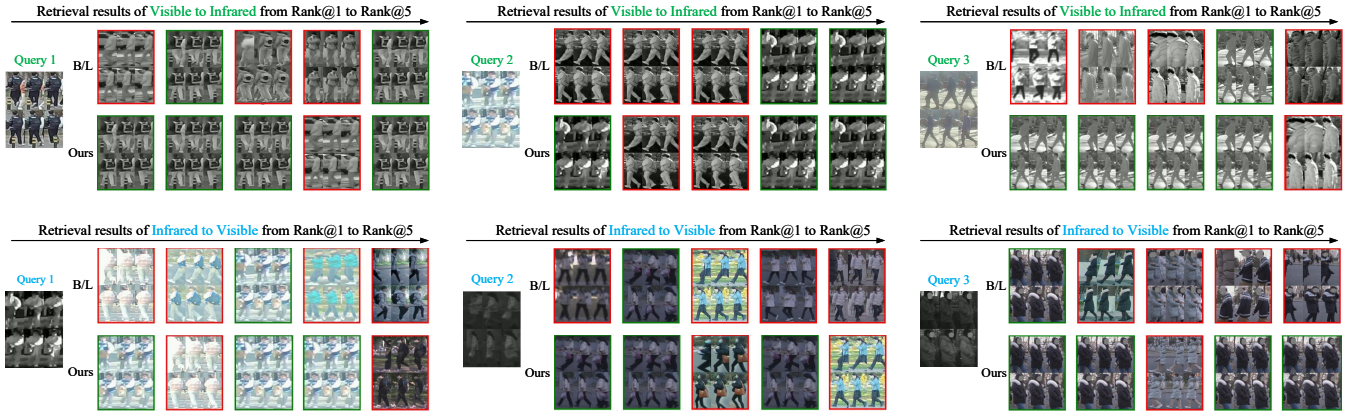 Retrieval results of Visible to Infrared from Rank@1 to Rank@5
Query 1
B/L
Ours
Retrieval results of Visible to Infrared from Rank@1 to Rank@5
Query 2
B/L
Ours
Retrieval results of Visible to Infrared from Rank@1 to Rank@5
Query 3
B/L
Ours
Retrieval results of Infrared to Visible from Rank@1 to Rank@5
Query 1
B/L
Ours
Retrieval results of Infrared to Visible from Rank@1 to Rank@5
Query 2
B/L
Ours
Retrieval results of Infrared to Visible from Rank@1 to Rank@5
Query 3
B/L
Ours